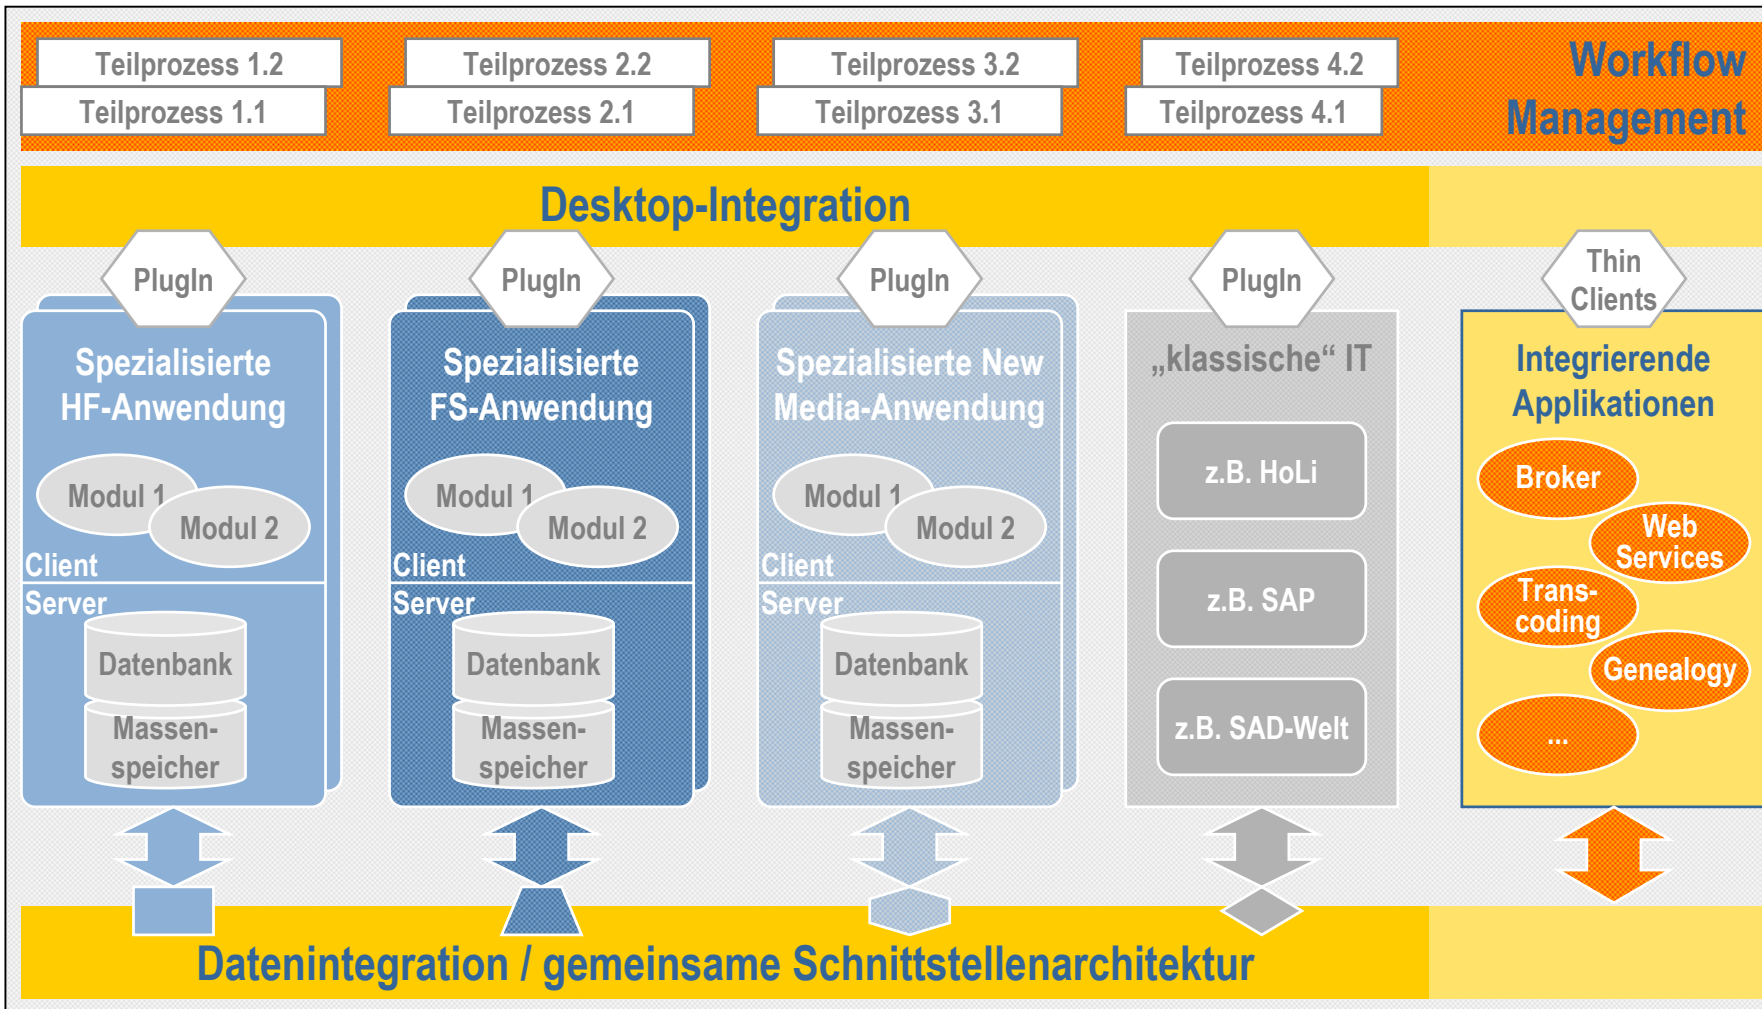 Teilprozess 1.2
Teilprozess 1.1
Teilprozess 2.2
Teilprozess 2.1
Teilprozess 3.2
Teilprozess 3.1
Teilprozess 4.2
Teilprozess 4.1
Workflow
Management
Desktop-Integration
PlugIn
Spezialisierte
HF-Anwendung
Modul 1
Modul 2
Client
Server
Datenbank
Massen-
speicher
PlugIn
Spezialisierte
FS-Anwendung
Modul 1
Modul 2
Client
Server
Datenbank
Massen-
speicher
PlugIn
Spezialisierte New
Media-Anwendung
Modul 1
Modul 2
Client
Server
Datenbank
Massen-
speicher
PlugIn
„klassische“ IT
z.B. HoLi
z.B. SAP
z.B. SAD-Welt
Thin
Clients
Integrierende
Applikationen
Broker
Web
Services
Trans-
coding
Genealogy
...
Datenintegration / gemeinsame Schnittstellenarchitektur